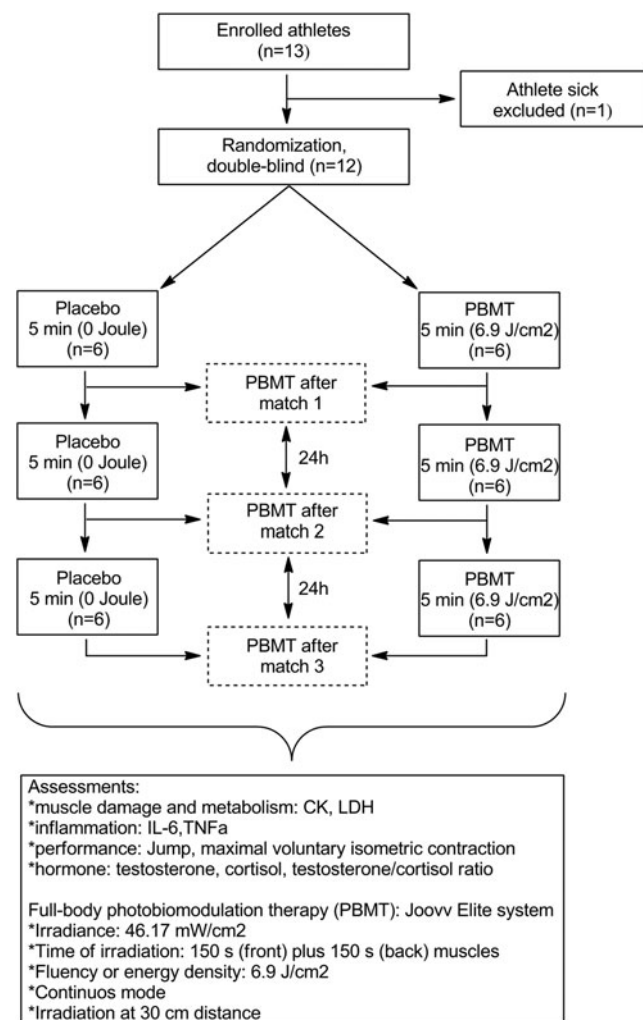 Enrolled athletes
(n=13)
Athlete sick
excluded (n=1)
Randomization,
double-blind (n=12)
Placebo
5 min (0 Joule)
(n=6)
PBMT
5 min (6.9 J/cm2)
(n=6)
PBMT after
match 1
24h
Placebo
5 min (0 Joule)
(n=6)
PBMT
5 min (6.9 J/cm2)
(n=6)
PBMT after
match 2
24h
Placebo
5 min (0 Joule)
(n=6)
PBMT
5 min (6.9 J/cm2)
(n=6)
PBMT after
match 3
Assessments:
*muscle damage and metabolism: CK, LDH
*inflammation: IL-6,TNFa
*performance: Jump, maximal voluntary isometric contraction
*hormone: testosterone, cortisol, testosterone/cortisol ratio
Full-body photobiomodulation therapy (PBMT): Joovv Elite system
*Irradiance: 46.17 mW/cm2
*Time of irradiation: 150 s (front) plus 150 s (back) muscles
*Fluency or energy density: 6.9 J/cm2
*Continuos mode
*Irradiation at 30 cm distance